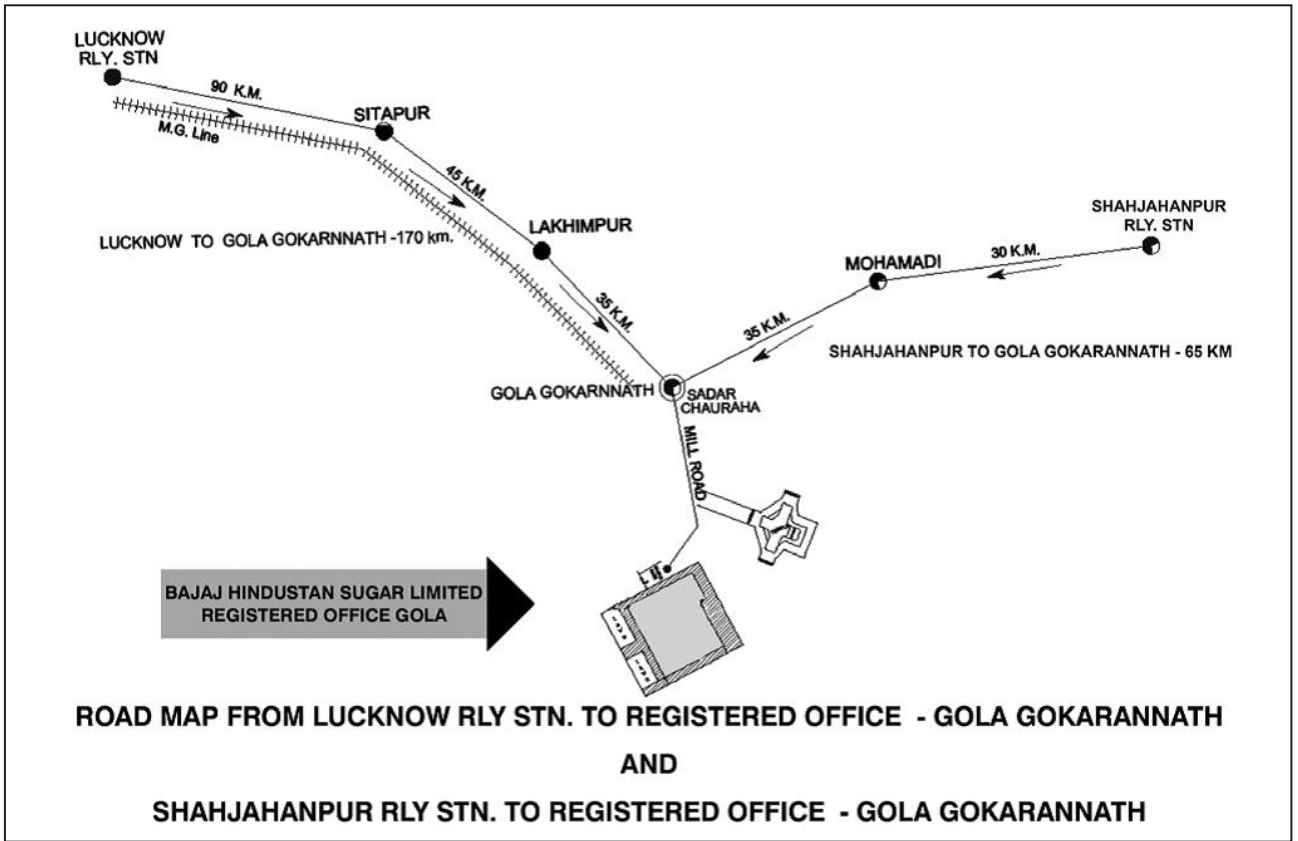 LUCKNOW
RLY. STN
90 K.M.
M.G. Line
SITAPUR
45 K.M.
LUCKNOW TO GOLA GOKARNNATH -170 km.
LAKHIMPUR
35 K.M.
SHAHJAHANPUR
RLY. STN
30 K.M.
MOHAMADI
35 K.M.
SHAHJAHANPUR TO GOLA GOKARANNATH - 65 KM
GOLA GOKARNNATH
SADAR
CHAURAHA
MILL ROAD
BAJAJ HINDUSTAN SUGAR LIMITED
REGISTERED OFFICE GOLA
ROAD MAP FROM LUCKNOW RLY STN. TO REGISTERED OFFICE - GOLA GOKARANNATH
AND
SHAHJAHANPUR RLY STN. TO REGISTERED OFFICE - GOLA GOKARANNATH